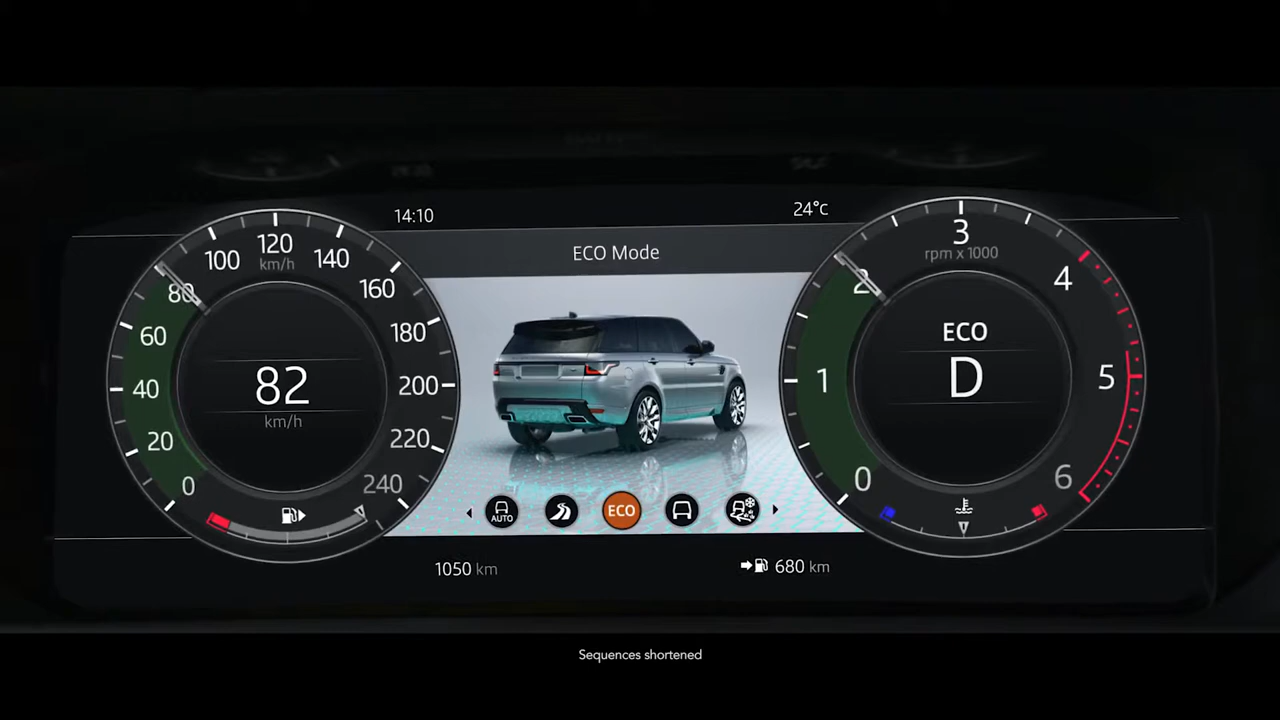 14:10
24°C
ECO Mode
0
20
40
60
80
100
120
140
160
180
200
220
240
km/h
82
km/h
0
1
2
3
4
5
6
rpm x 1000
ECO
D
AUTO
ECO
1050 km
680 km
Sequences shortened